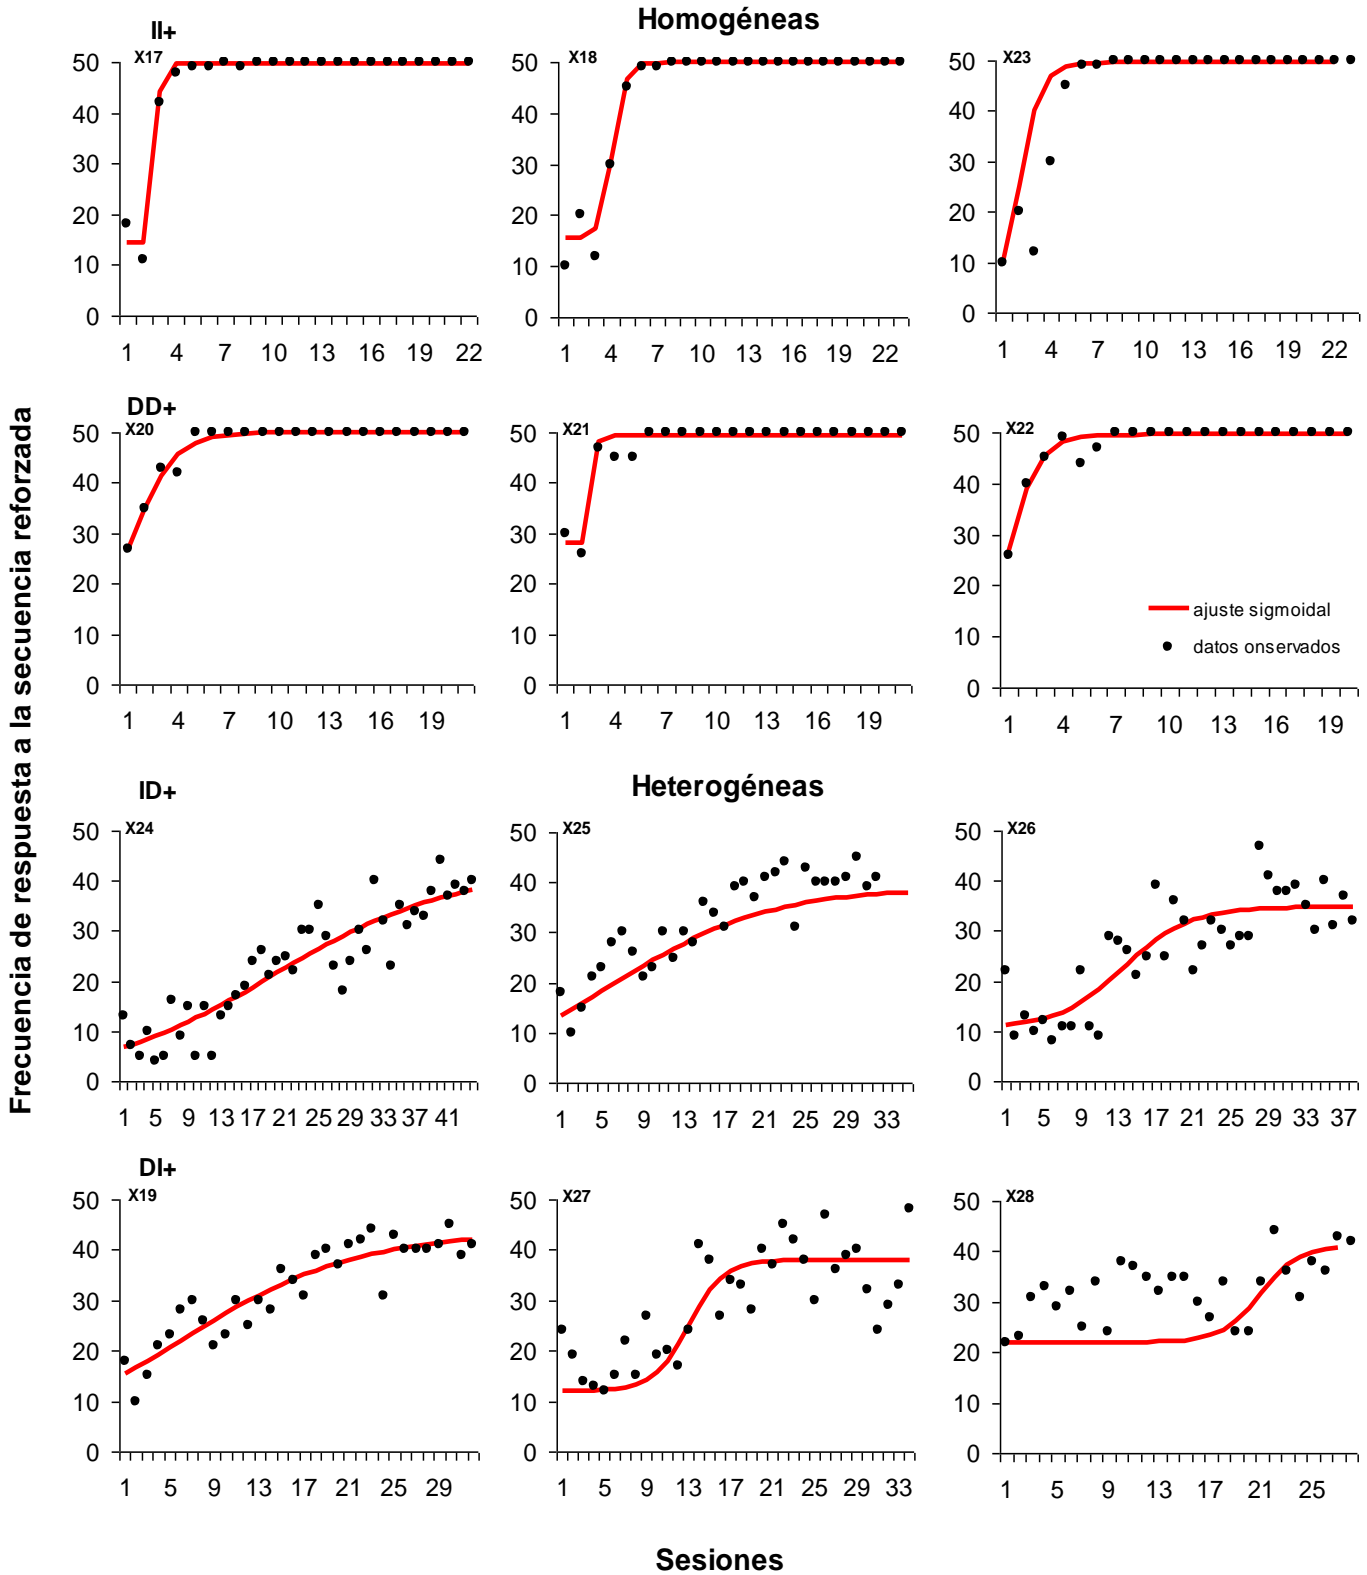 Homogéneas
II+
X17
X18
X23
50
40
30
20
10
0
1 4 7 10 13 16 19 22
50
40
30
20
10
0
1 4 7 10 13 16 19 22
50
40
30
20
10
0
1 4 7 10 13 16 19 22
DD+
X20
X21
X22
50
40
30
20
10
0
1 4 7 10 13 16 19
50
40
30
20
10
0
1 4 7 10 13 16 19
50
40
30
20
10
0
1 4 7 10 13 16 19
ajuste sigmoidal
datos onservados
Frecuencia de respuesta a la secuencia reforzada
Heterogéneas
ID+
X24
X25
X26
50
40
30
20
10
0
1 5 9 13 17 21 25 29 33 37 41
50
40
30
20
10
0
1 5 9 13 17 21 25 29 33
50
40
30
20
10
0
1 5 9 13 17 21 25 29 33 37
DI+
X19
X27
X28
50
40
30
20
10
0
1 5 9 13 17 21 25 29
50
40
30
20
10
0
1 5 9 13 17 21 25 29 33
50
40
30
20
10
0
1 5 9 13 17 21 25
Sesiones